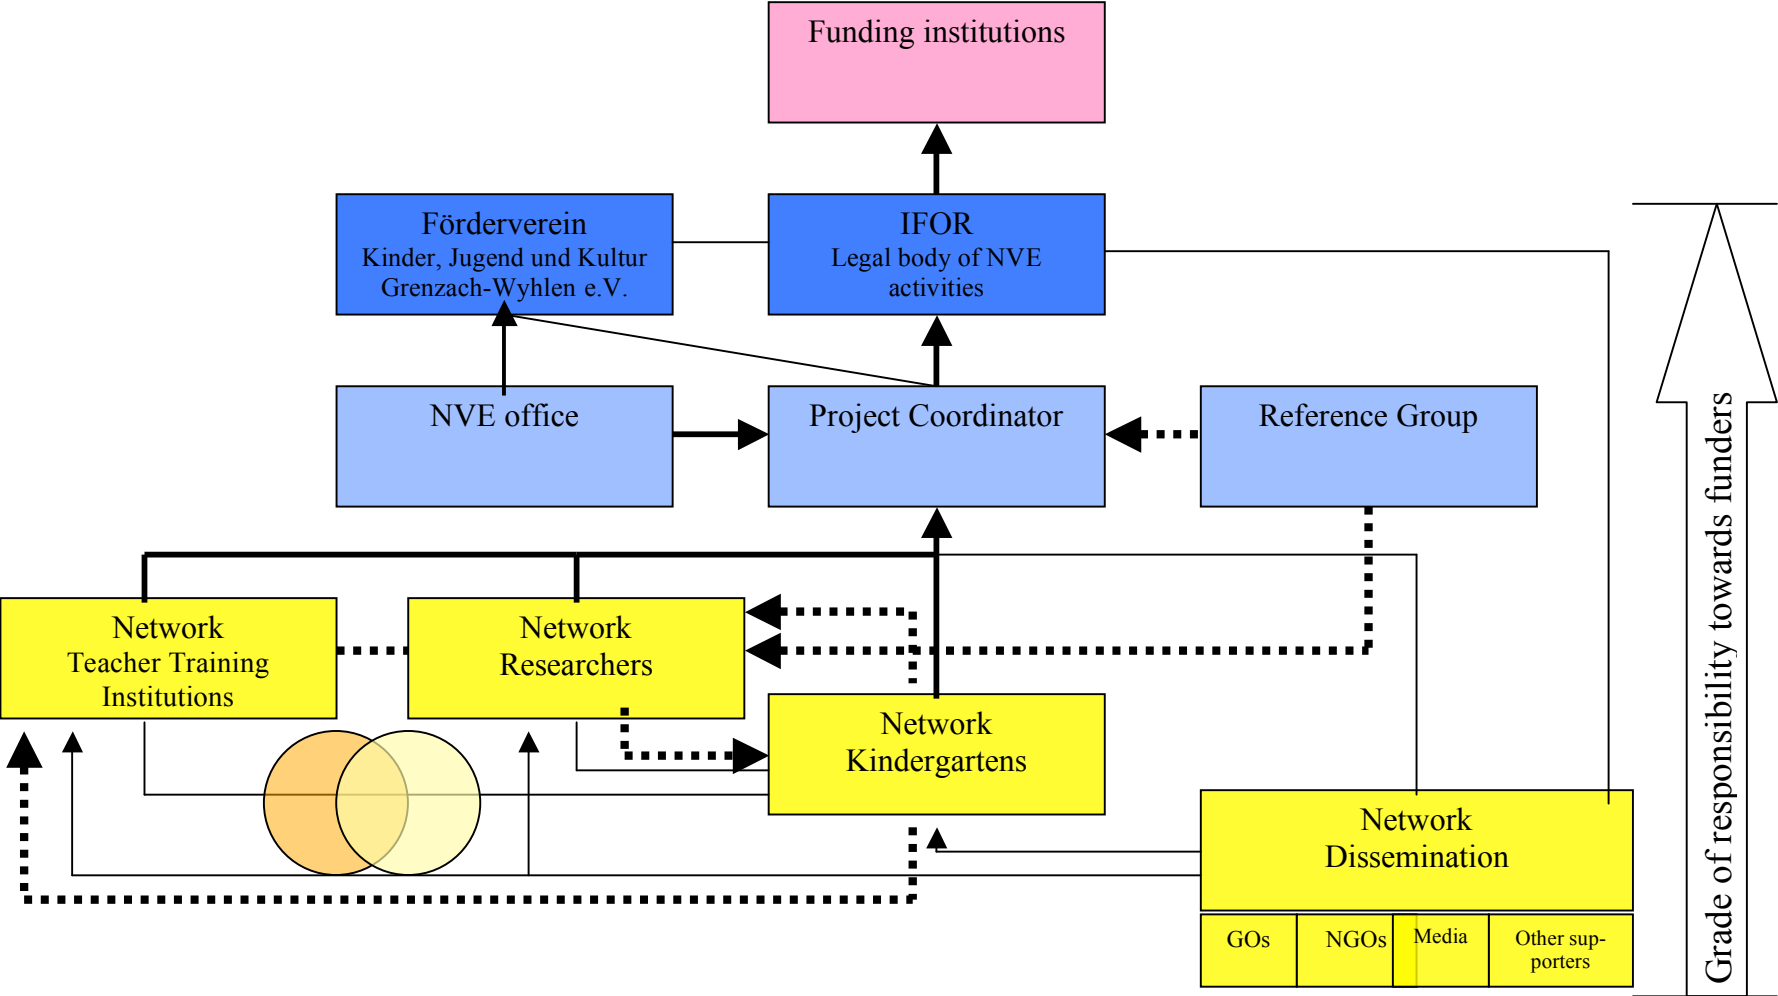 Funding institutions
Förderverein
Kinder, Jugend und Kultur
Grenzach-Wyhlen e.V.
IFOR
Legal body of NVE
activities
NVE office
Project Coordinator
Reference Group
Network
Teacher Training
Institutions
Network
Researchers
Network
Kindergartens
Network
Dissemination
GOs
NGOs
Media
Other sup-
porters
Grade of responsibility towards funders